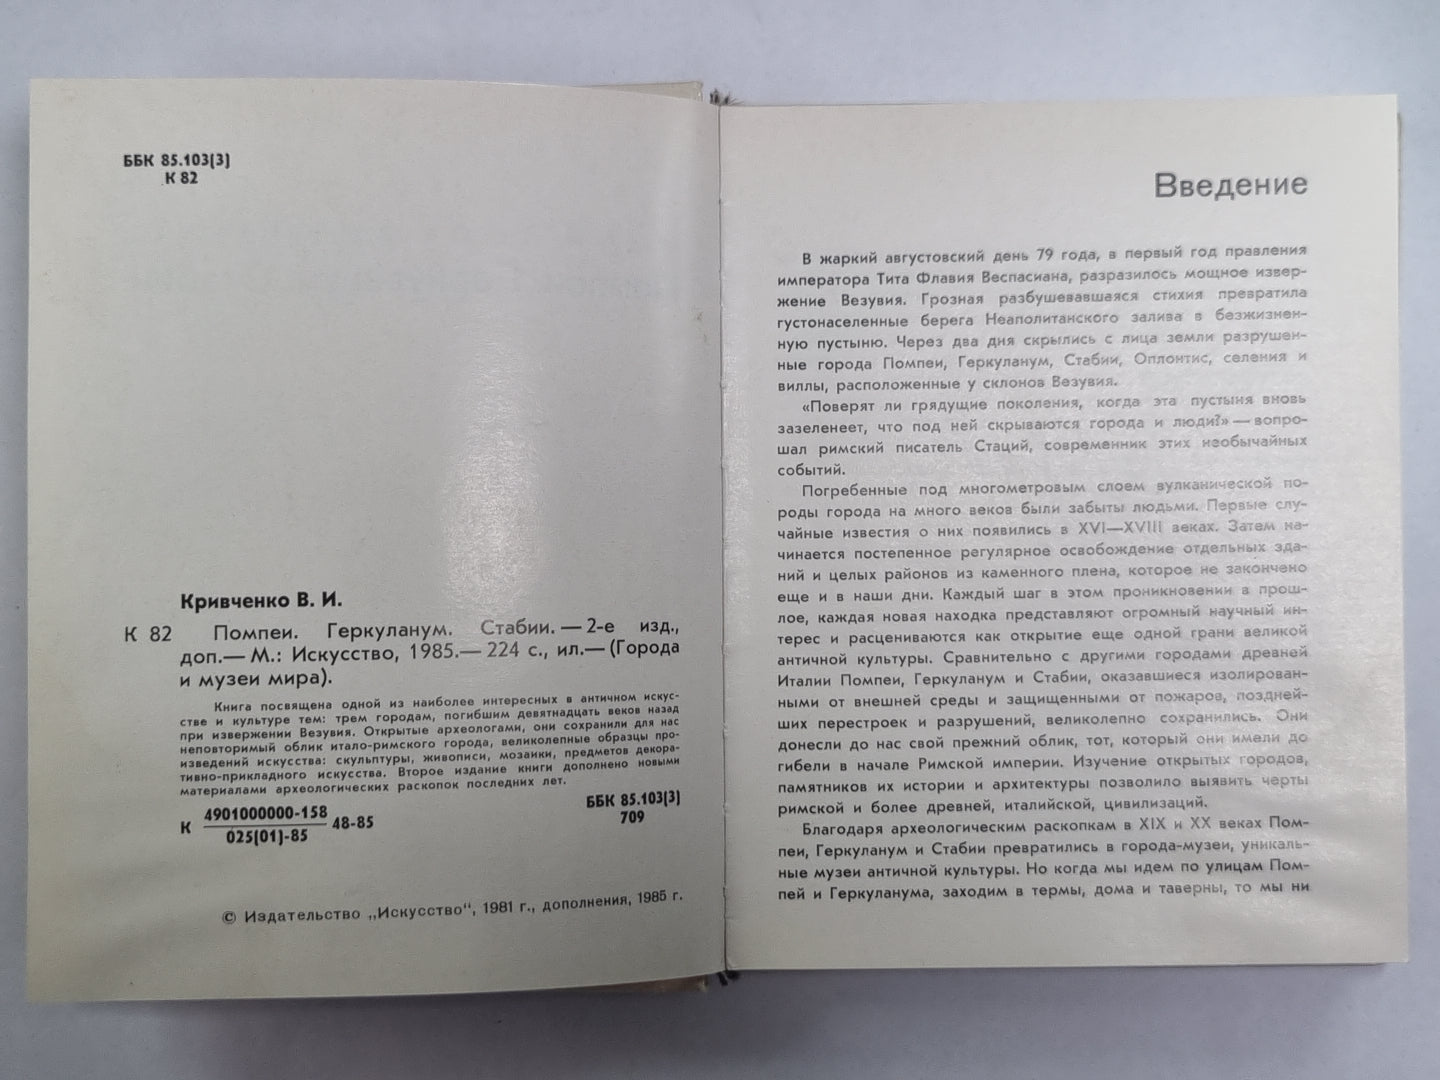 ББК 85.103(3)
К 82
Кривченко В. И.
К 82 Помпеи. Геркуланум. Стабии. — 2-е изд.,
доп.— М.: Искусство, 1985.— 224 с., ил.— (Города
и музеи мира).
Книга посвящена одной из наиболее интересных в античном искус-
стве и культуре тем: трем городам, погибшим девятнадцать веков назад
при извержении Везувия. Открытые археологами, они сохранили для нас
неповторимый облик итало-римского города, великолепные образцы про-
изведений искусства: скульптуры, живописи, мозаики, предметов декора-
тивно-прикладного искусства. Второе издание книги дополнено новыми
материалами археологических раскопок последних лет.
К 4901000000-158
025(01)-85 48-85
ББК 85.103(3)
709
© Издательство „Искусство“, 1981 г., дополнения, 1985 г.
Введение
В жаркий августовский день 79 года, в первый год правления
императора Тита Флавия Веспасиана, разразилось мощное извер-
жение Везувия. Грозная разбушевавшаяся стихия превратила
густонаселенные берега Неаполитанского залива в безжизнен-
ную пустыню. Через два дня скрылись с лица земли разрушен-
ные города Помпеи, Геркуланум, Стабии, Оплонтис, селения и
виллы, расположенные у склонов Везувия.
«Поверят ли грядущие поколения, когда эта пустыня вновь
зазеленеет, что под ней скрываются города и люди?» — вопро-
шал римский писатель Стаций, современник этих необычайных
событий.
Погребенные под многометровым слоем вулканической по-
роды города на много веков были забыты людьми. Первые слу-
чайные известия о них появились в XVI—XVIII веках. Затем на-
чинается постепенное регулярное освобождение отдельных зда-
ний и целых районов из каменного плена, которое не закончено
еще и в наши дни. Каждый шаг в этом проникновении в прош-
лое, каждая новая находка представляют огромный научный ин-
терес и расцениваются как открытие еще одной грани великой
античной культуры. Сравнительно с другими городами древней
Италии Помпеи, Геркуланум и Стабии, оказавшиеся изолирован-
ными от внешней среды и защищенными от пожаров, поздней-
ших перестроек и разрушений, великолепно сохранились. Они
донесли до нас свой прежний облик, тот, который они имели до
гибели в начале Римской империи. Изучение открытых городов,
памятников их истории и архитектуры позволило выявить черты
римской и более древней, италийской, цивилизаций.
Благодаря археологическим раскопкам в XIX и XX веках Пом-
пеи, Геркуланум и Стабии превратились в города-музеи, уникаль-
ные музеи античной культуры. Но когда мы идем по улицам Пом-
пей и Геркуланума, заходим в термы, дома и таверны, то мы ни